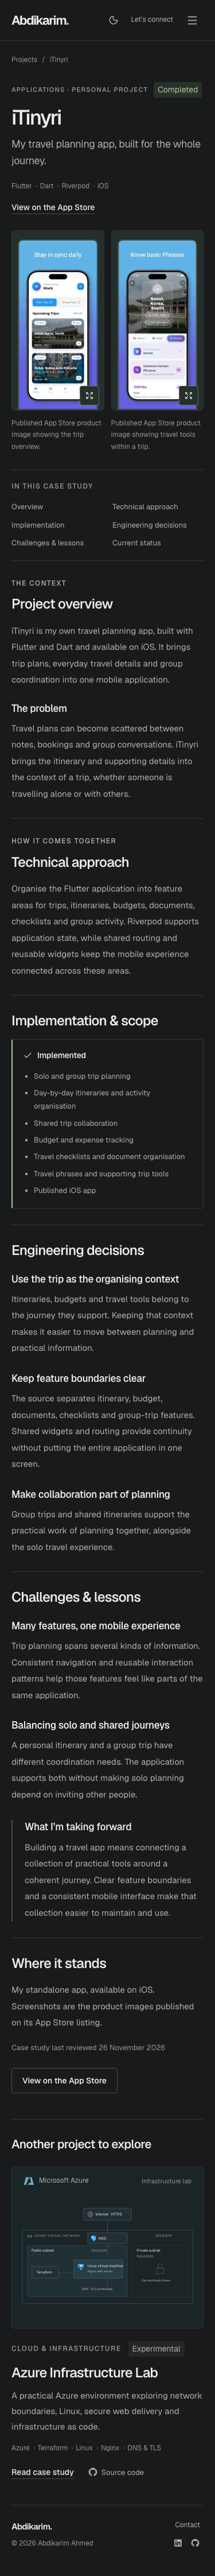 Abdikarim.
Let's connect
Projects / iTinyri
APPLICATIONS · PERSONAL PROJECT
Completed
iTinyri
My travel planning app, built for the whole
journey.
Flutter · Dart · Riverpod · iOS
View on the App Store
Stay in sync daily
Know basic Phrases
Upcoming Trips
Seoul,
Korea,
South
Published App Store product
image showing the trip
overview.
Published App Store product
image showing travel tools
within a trip.
IN THIS CASE STUDY
Overview
Technical approach
Implementation
Engineering decisions
Challenges & lessons
Current status
THE CONTEXT
Project overview
iTinyri is my own travel planning app, built with
Flutter and Dart and available on iOS. It brings
trip plans, everyday travel details and group
coordination into one mobile application.
The problem
Travel plans can become scattered between
notes, bookings and group conversations. iTinyri
brings the itinerary and supporting details into
the context of a trip, whether someone is
travelling alone or with others.
HOW IT COMES TOGETHER
Technical approach
Organise the Flutter application into feature
areas for trips, itineraries, budgets, documents,
checklists and group activity. Riverpod supports
application state, while shared routing and
reusable widgets keep the mobile experience
connected across these areas.
Implementation & scope
Implemented
• Solo and group trip planning
• Day-by-day itineraries and activity
organisation
• Shared trip collaboration
• Budget and expense tracking
• Travel checklists and document organisation
• Travel phrases and supporting trip tools
• Published iOS app
Engineering decisions
Use the trip as the organising context
Itineraries, budgets and travel tools belong to
the journey they support. Keeping that context
makes it easier to move between planning and
practical information.
Keep feature boundaries clear
The source separates itinerary, budget,
documents, checklists and group-trip features.
Shared widgets and routing provide continuity
without putting the entire application in one
screen.
Make collaboration part of planning
Group trips and shared itineraries support the
practical work of planning together, alongside
the solo travel experience.
Challenges & lessons
Many features, one mobile experience
Trip planning spans several kinds of information.
Consistent navigation and reusable interaction
patterns help those features feel like parts of the
same application.
Balancing solo and shared journeys
A personal itinerary and a group trip have
different coordination needs. The application
supports both without making solo planning
depend on inviting other people.
What I'm taking forward
Building a travel app means connecting a
collection of practical tools around a
coherent journey. Clear feature boundaries
and a consistent mobile interface make that
collection easier to maintain and use.
Where it stands
My standalone app, available on iOS.
Screenshots are the product images published
on its App Store listing.
Case study last reviewed 26 November 2026
View on the App Store
Another project to explore
Microsoft Azure
Infrastructure lab
Internet · HTTPS
AZURE VIRTUAL NETWORK
NSG
Public subnet
Private subnet
Terraform
Linux virtual machine
CLOUD & INFRASTRUCTURE
Experimental
Azure Infrastructure Lab
A practical Azure environment exploring network
boundaries, Linux, secure web delivery and
infrastructure as code.
Azure · Terraform · Linux · Nginx · DNS & TLS
Read case study
Source code
Abdikarim.
Contact
© 2026 Abdikarim Ahmed